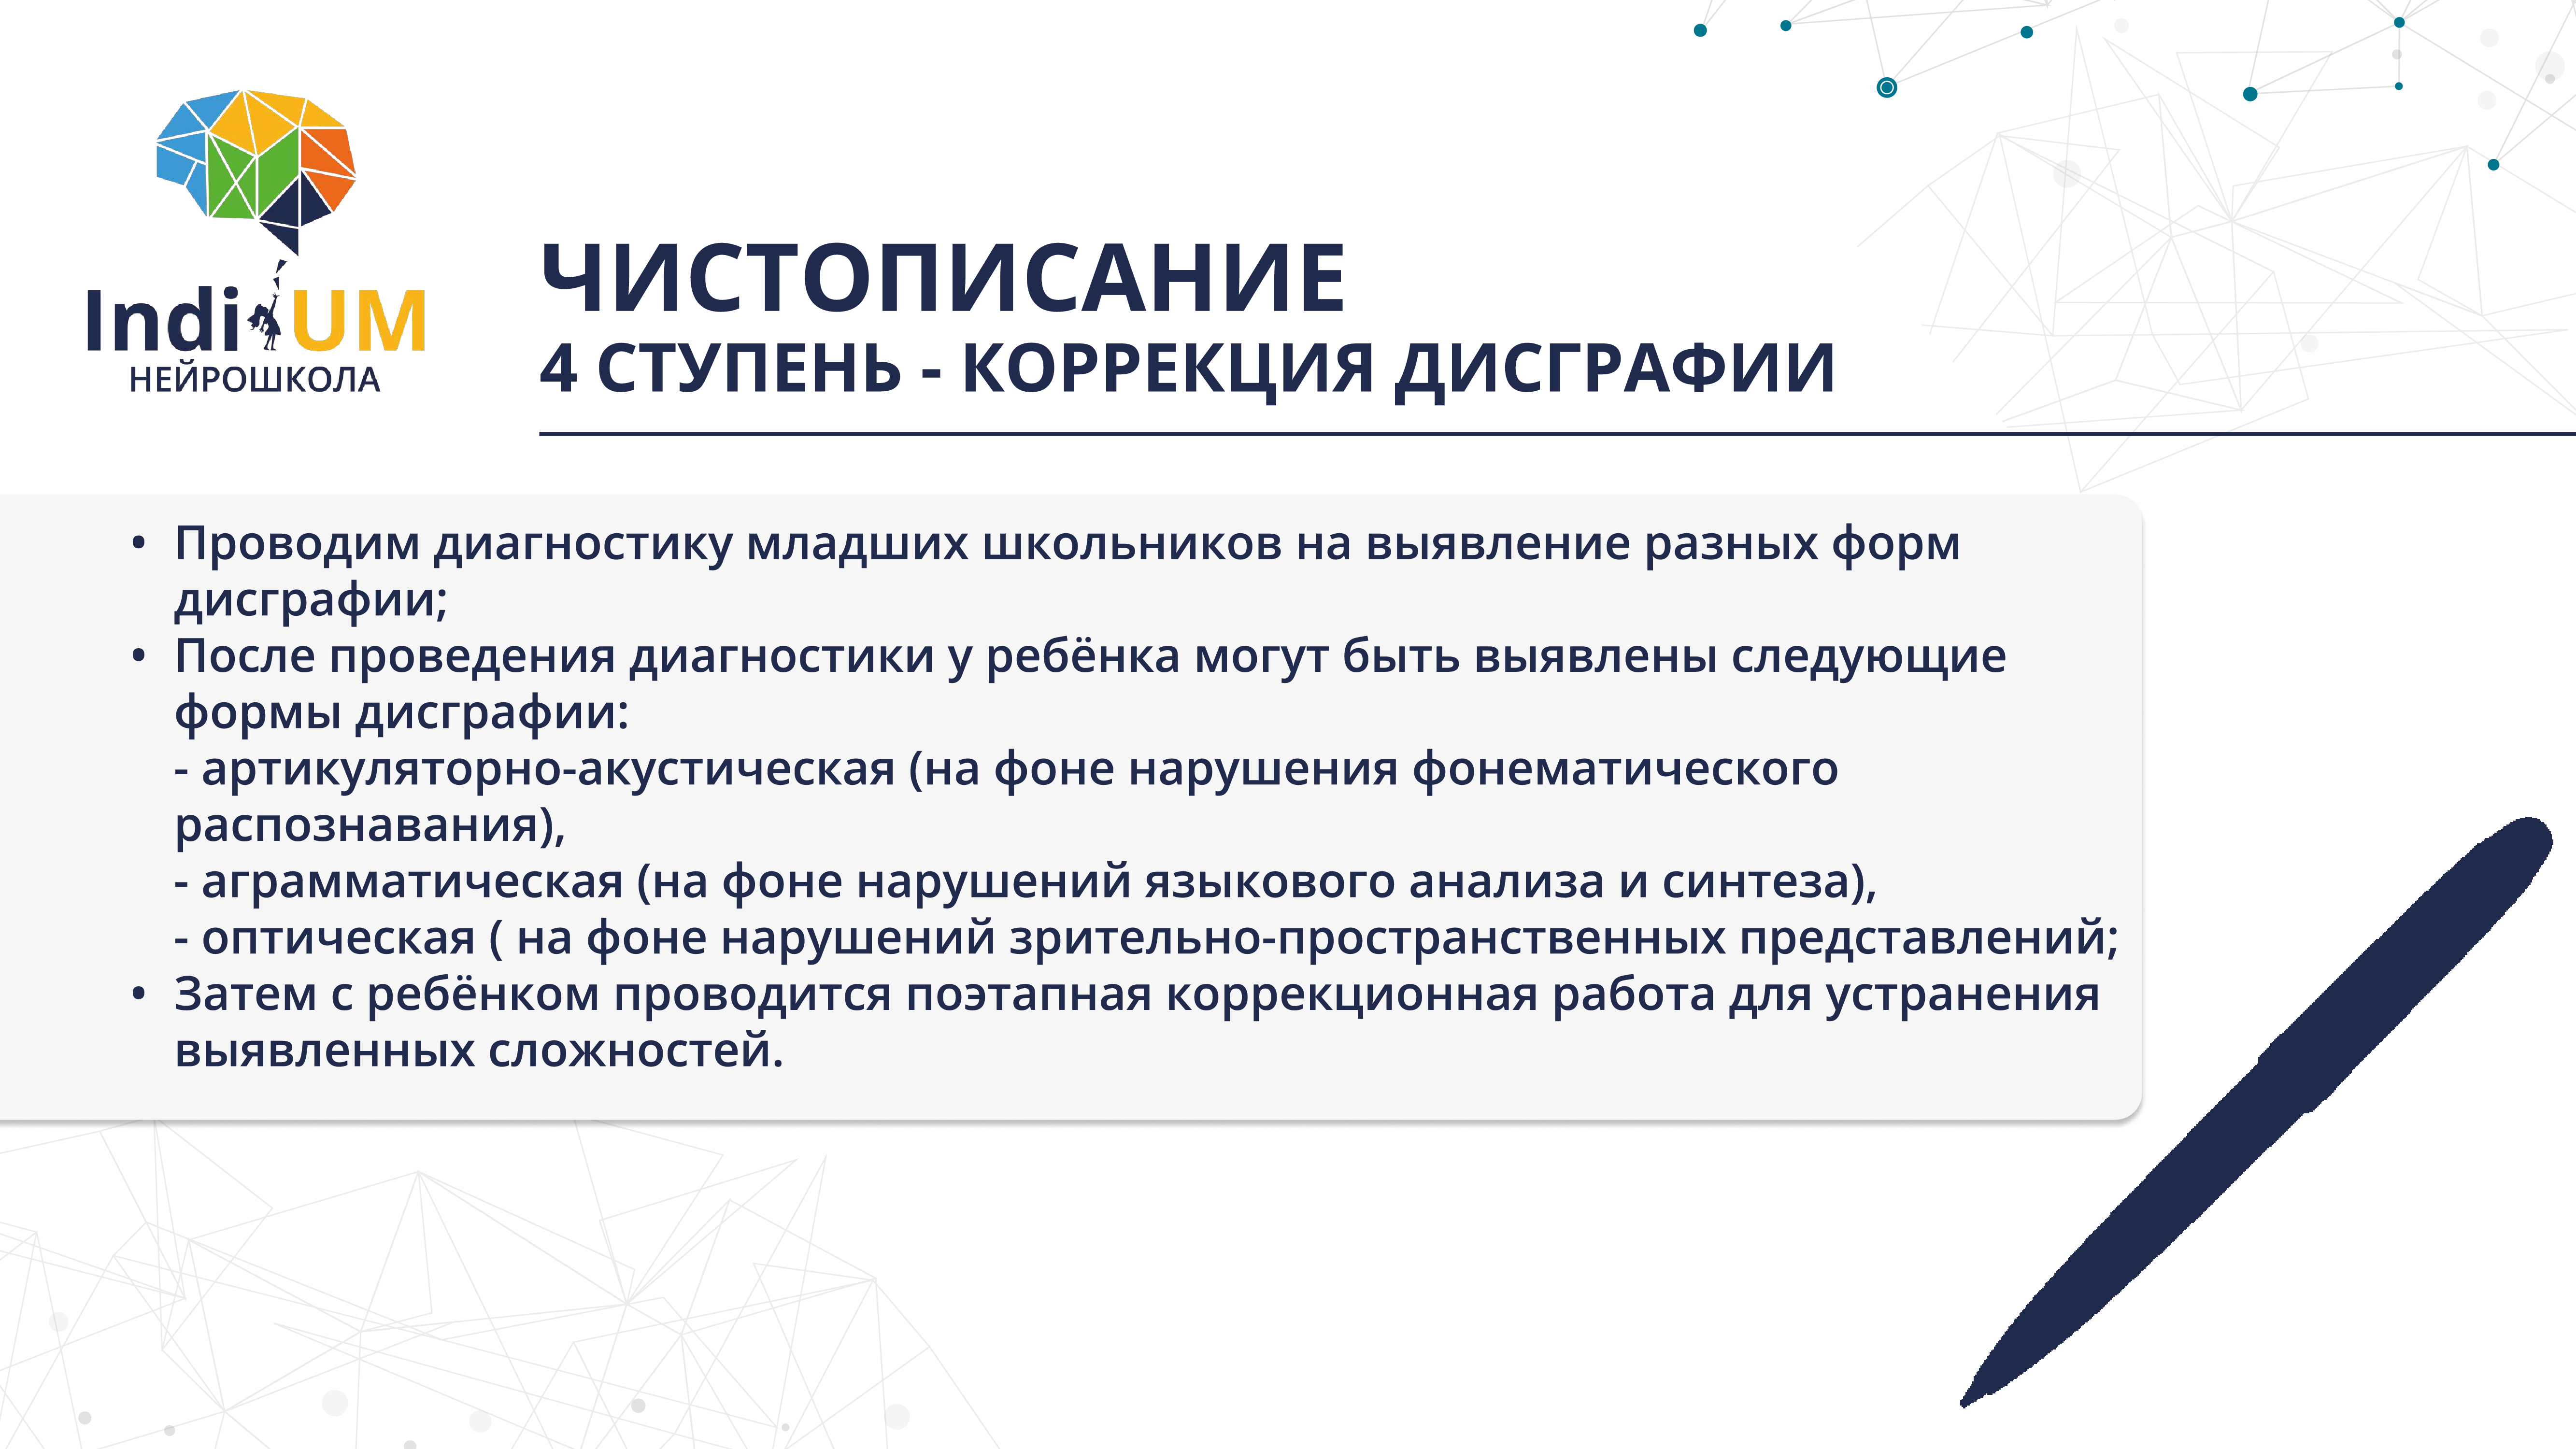 IndiUM
НЕЙРОШКОЛА
ЧИСТОПИСАНИЕ
4 СТУПЕНЬ - КОРРЕКЦИЯ ДИСГРАФИИ
• Проводим диагностику младших школьников на выявление разных форм
дисграфии;
• После проведения диагностики у ребёнка могут быть выявлены следующие
формы дисграфии:
- артикуляторно-акустическая (на фоне нарушения фонематического
распознавания),
- аграмматическая (на фоне нарушений языкового анализа и синтеза),
- оптическая ( на фоне нарушений зрительно-пространственных представлений;
• Затем с ребёнком проводится поэтапная коррекционная работа для устранения
выявленных сложностей.